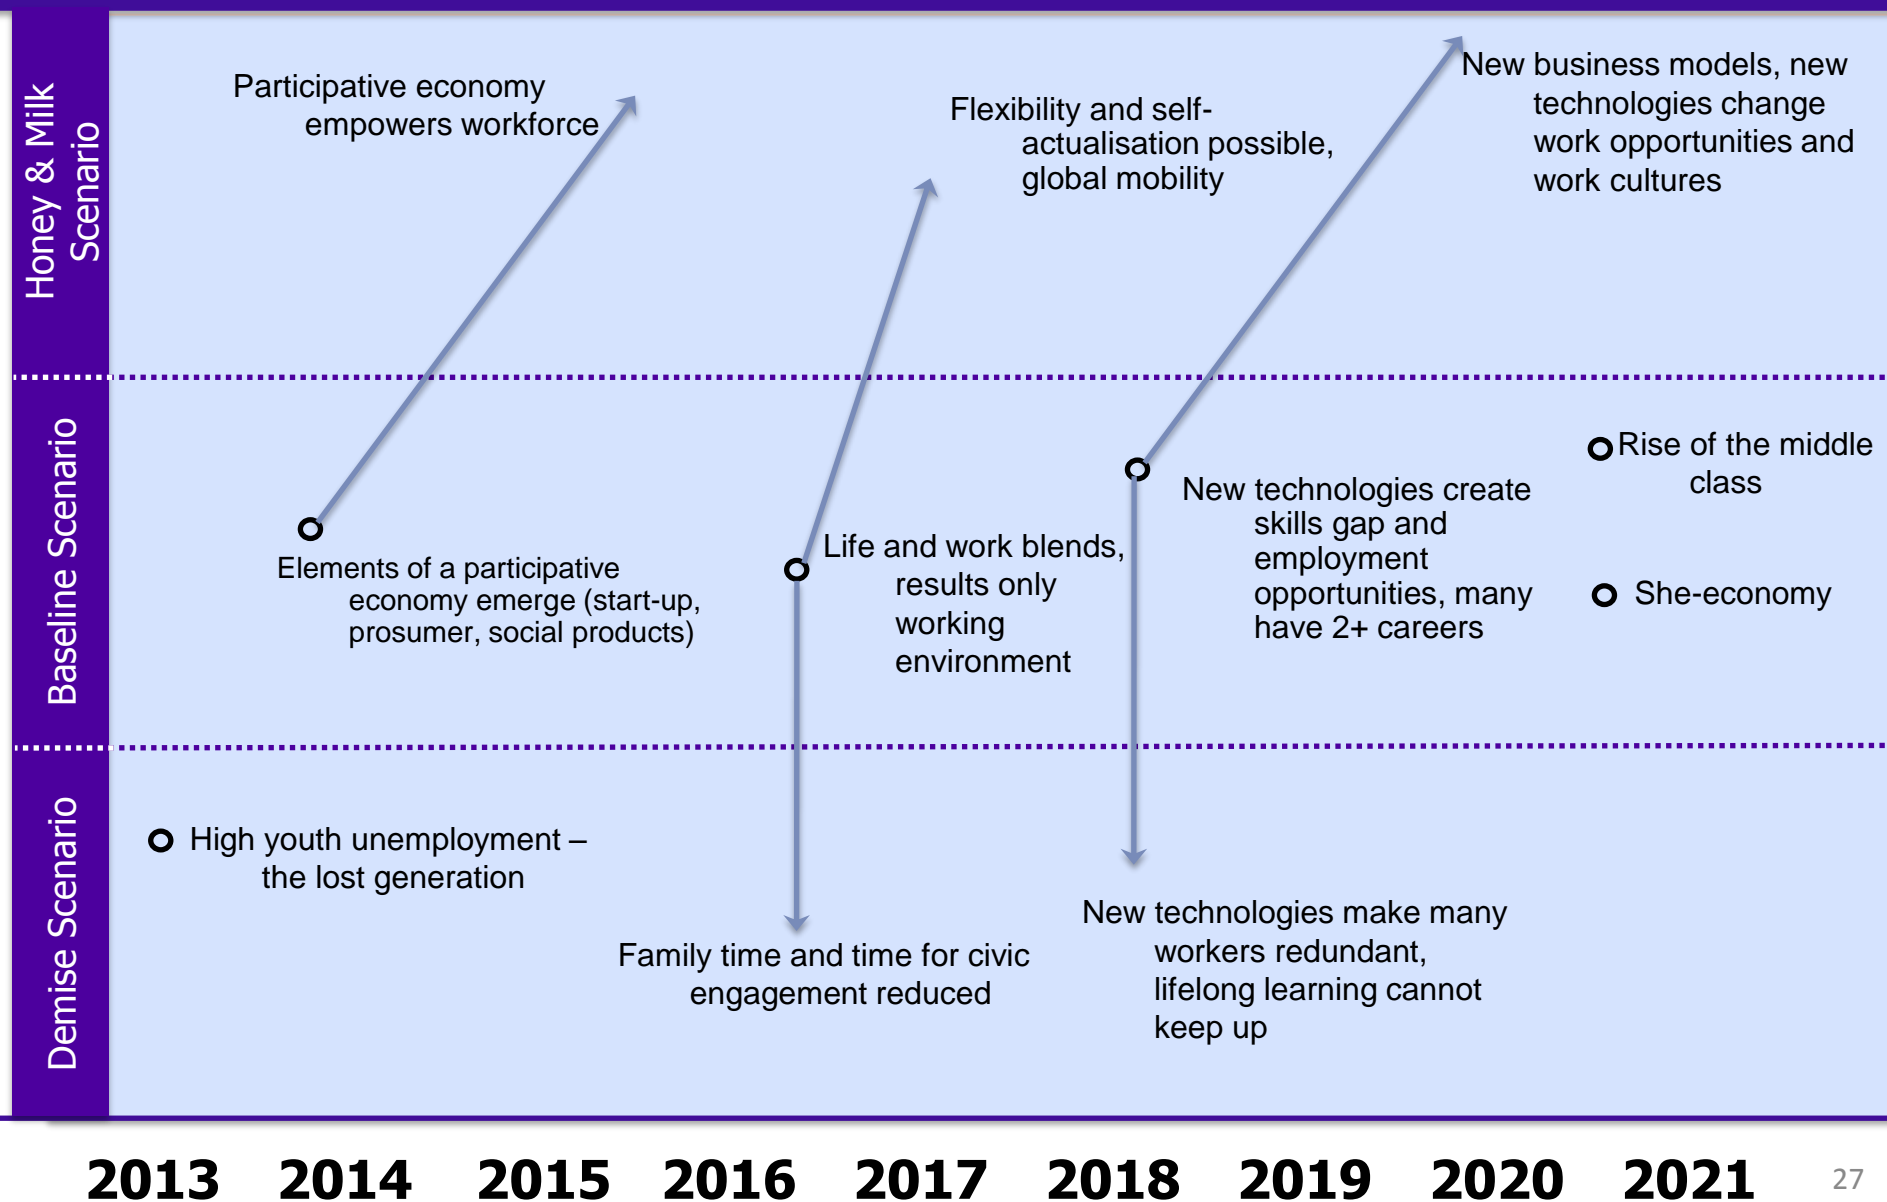 Honey & Milk
Scenario
Participative economy
empowers workforce
Flexibility and self-
actualisation possible,
global mobility
New business models, new
technologies change
work opportunities and
work cultures
Baseline Scenario
Elements of a participative
economy emerge (start-up,
prosumer, social products)
Life and work blends,
results only
working
environment
New technologies create
skills gap and
employment
opportunities, many
have 2+ careers
Rise of the middle
class
She-economy
Demise Scenario
High youth unemployment –
the lost generation
Family time and time for civic
engagement reduced
New technologies make many
workers redundant,
lifelong learning cannot
keep up
2013 2014 2015 2016 2017 2018 2019 2020 2021
27